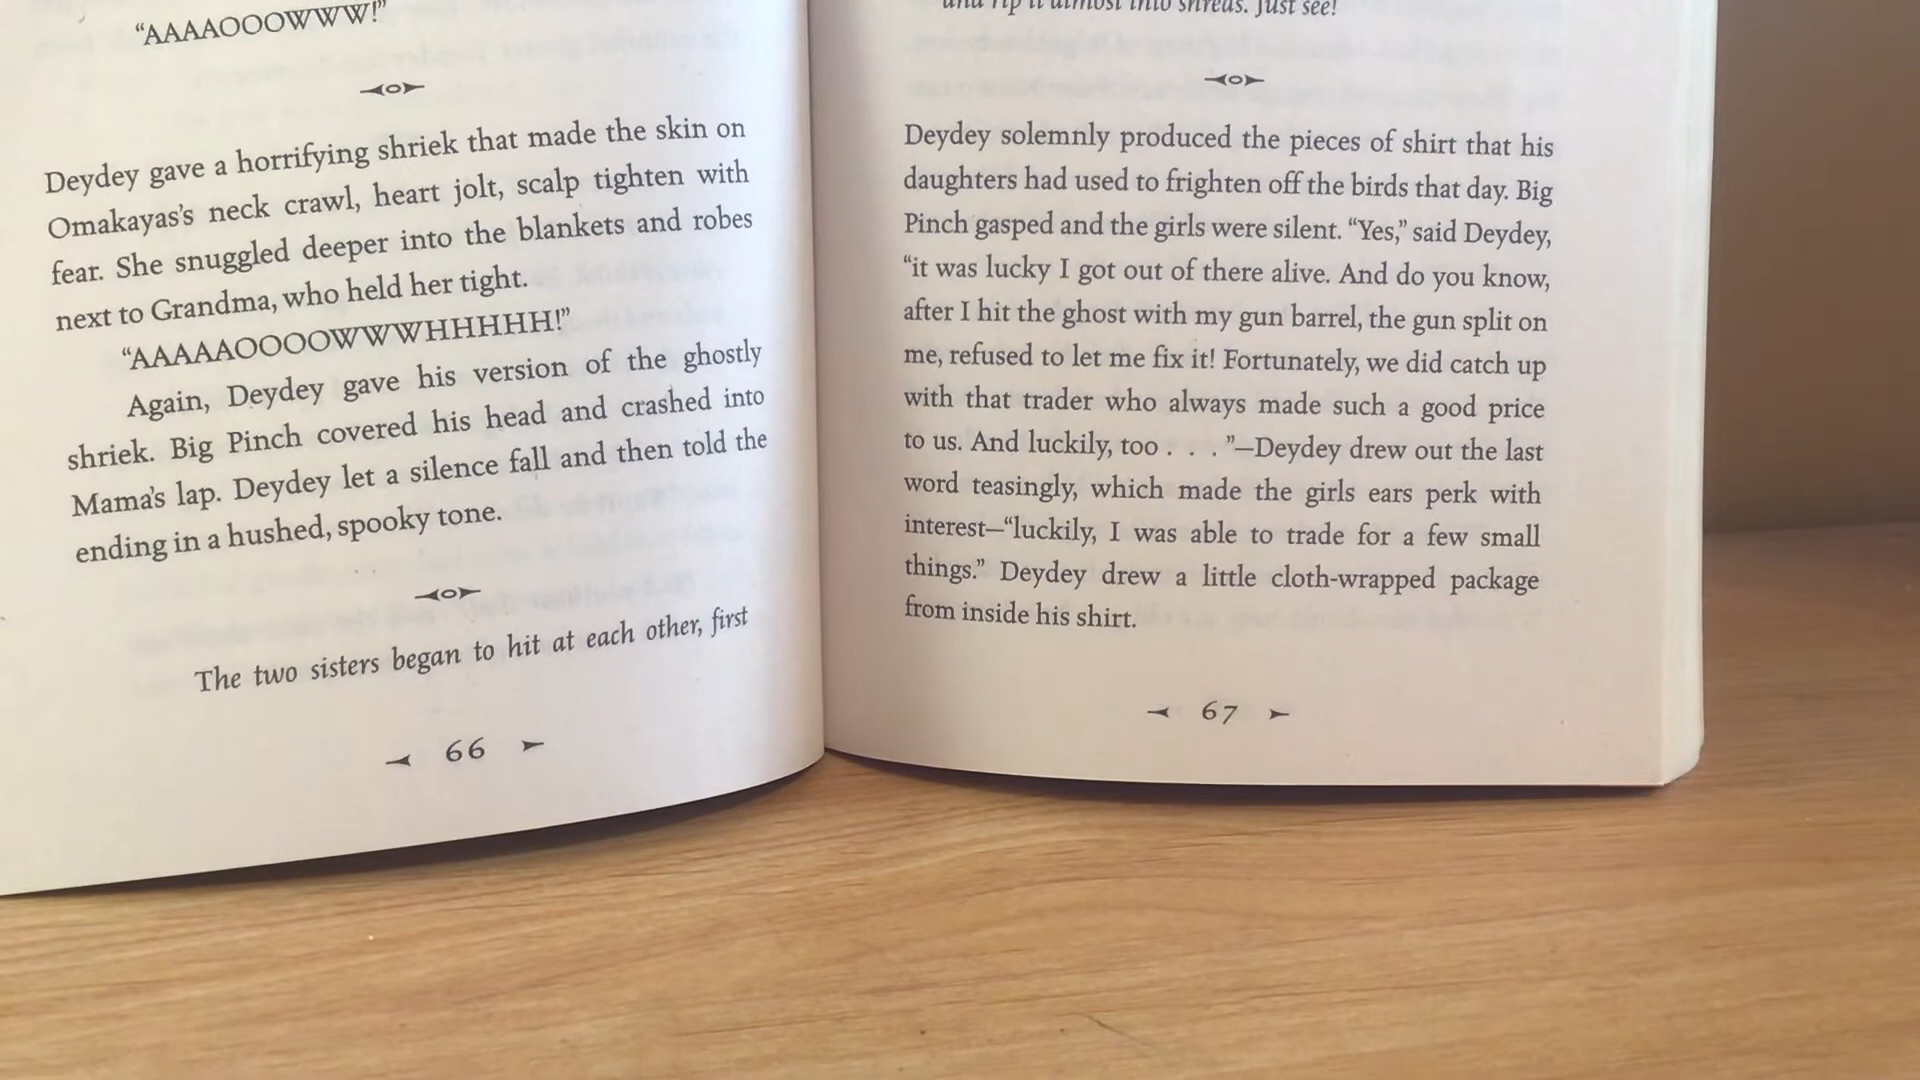 “AAAAOOOWWW!”
Deydey gave a horrifying shriek that made the skin on
Omakayas’s neck crawl, heart jolt, scalp tighten with
fear. She snuggled deeper into the blankets and robes
next to Grandma, who held her tight.
“AAAAAOOOOWWWHHHHH!”
Again, Deydey gave his version of the ghostly
shriek. Big Pinch covered his head and crashed into
Mama’s lap. Deydey let a silence fall and then told the
ending in a hushed, spooky tone.
The two sisters began to hit at each other, first
66
and rip it almost into shreds. Just see!
Deydey solemnly produced the pieces of shirt that his
daughters had used to frighten off the birds that day. Big
Pinch gasped and the girls were silent. “Yes,” said Deydey,
“it was lucky I got out of there alive. And do you know,
after I hit the ghost with my gun barrel, the gun split on
me, refused to let me fix it! Fortunately, we did catch up
with that trader who always made such a good price
to us. And luckily, too . . . ”—Deydey drew out the last
word teasingly, which made the girls ears perk with
interest—“luckily, I was able to trade for a few small
things.” Deydey drew a little cloth-wrapped package
from inside his shirt.
67